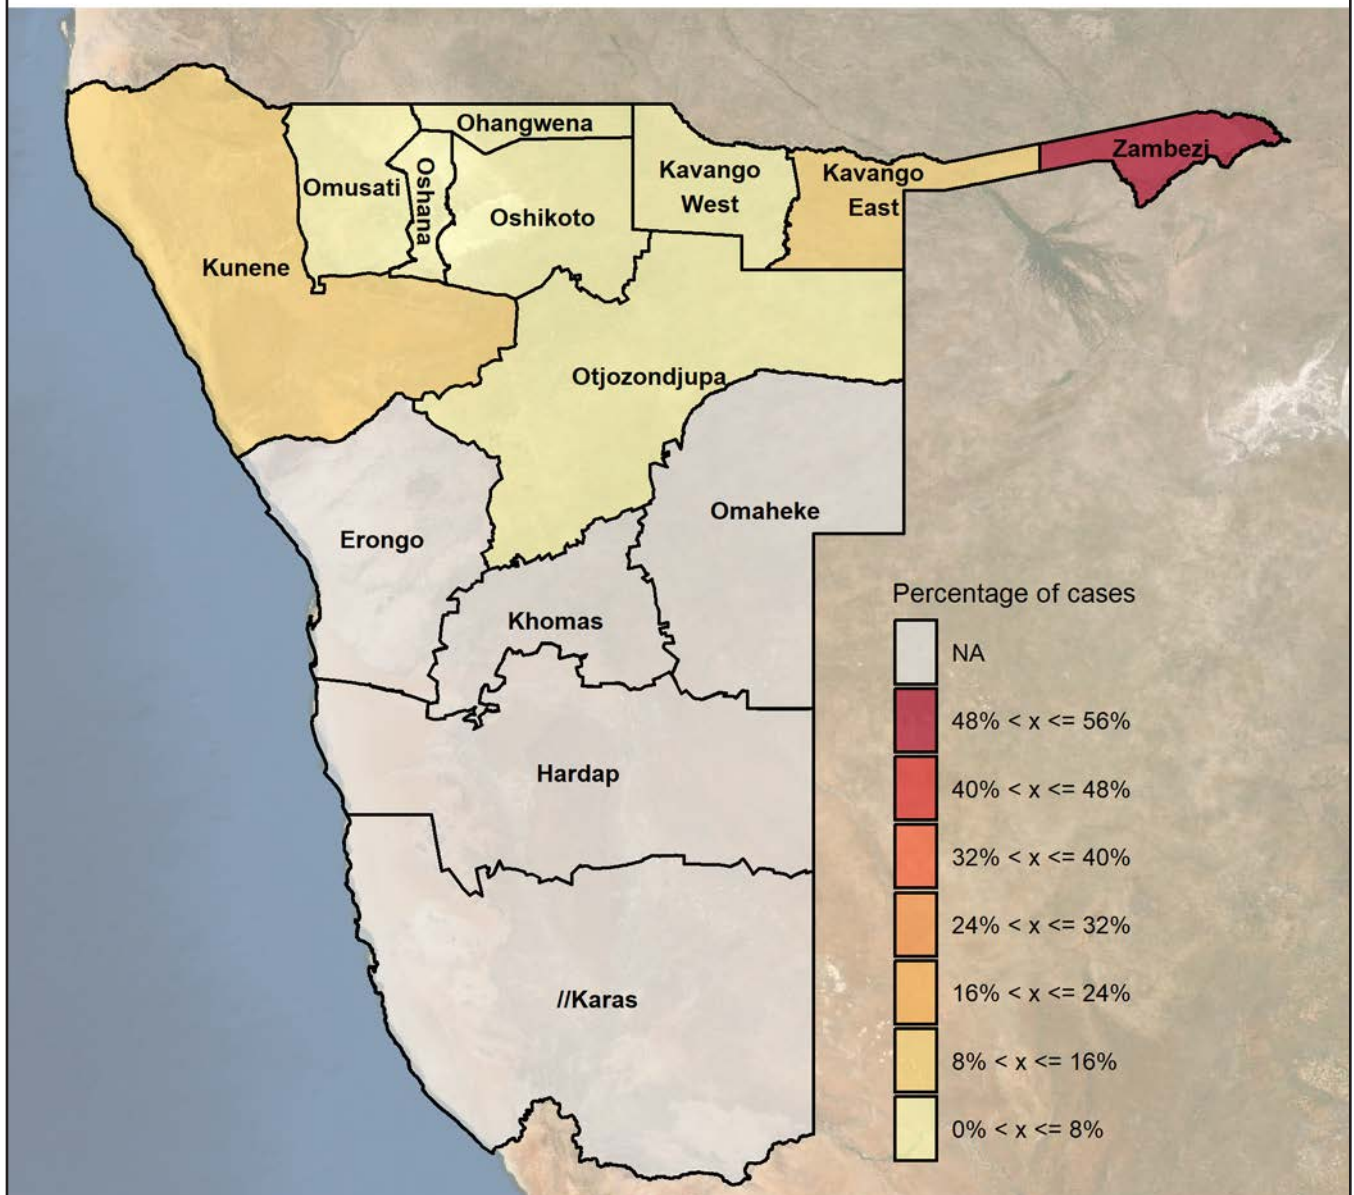 Ohangwena
Zambezi
Omusati
Oshana
Oshikoto
Kavango
West
Kavango
East
Kunene
Otjozondjupa
Omaheke
Erongo
Khomas
Hardap
//Karas
Percentage of cases
NA
48% < x <= 56%
40% < x <= 48%
32% < x <= 40%
24% < x <= 32%
16% < x <= 24%
8% < x <= 16%
0% < x <= 8%